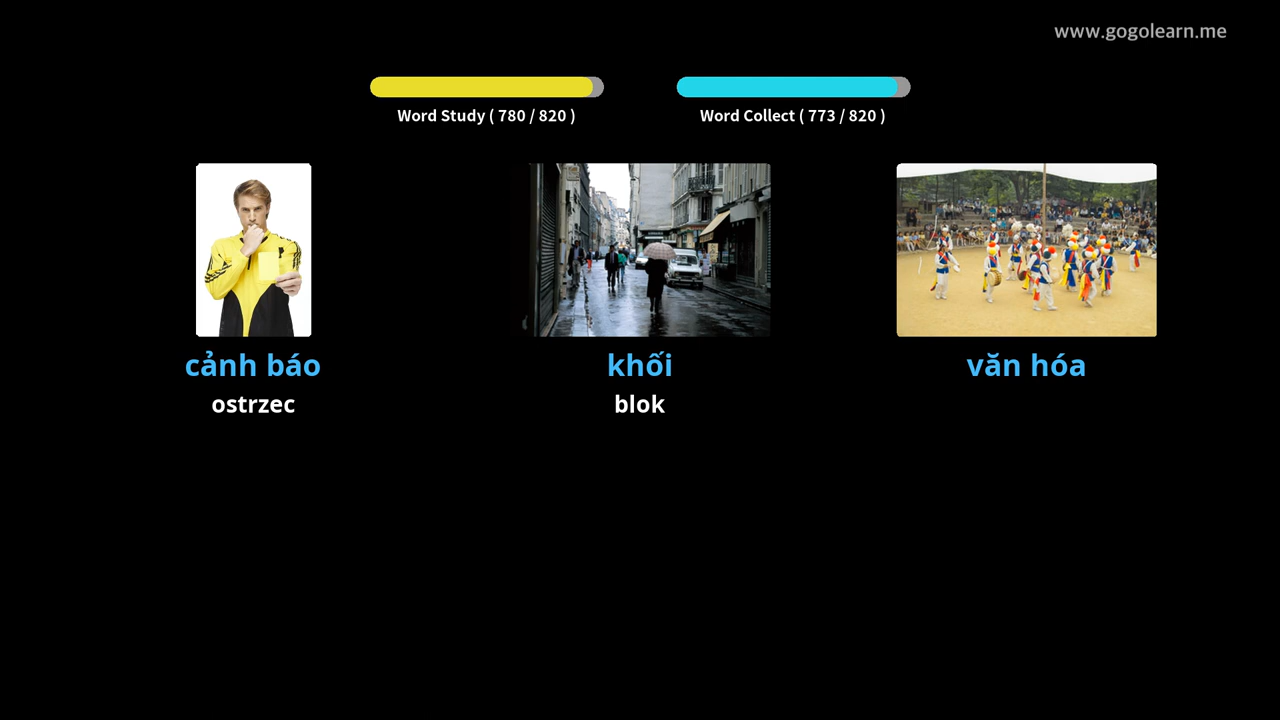 www.gogolearn.me
Word Study ( 780 / 820 )
Word Collect ( 773 / 820 )
cảnh báo
ostrzec
khối
blok
văn hóa